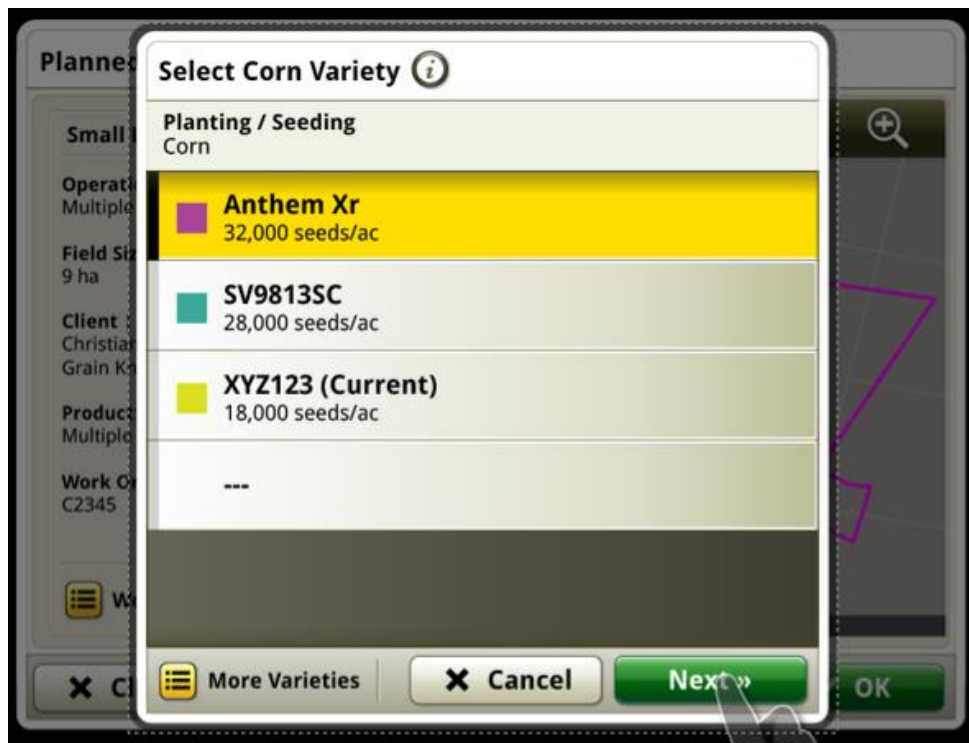 Planned
Select Corn Variety
Planting / Seeding
Corn
Anthem Xr
32,000 seeds/ac
SV9813SC
28,000 seeds/ac
XYZ123 (Current)
18,000 seeds/ac
---
More Varieties
Cancel
Next »
Small
Multiple
Field Siz
9 ha
Client
Christian
Grain
Product
Multiple
Work Or
C2345
OK